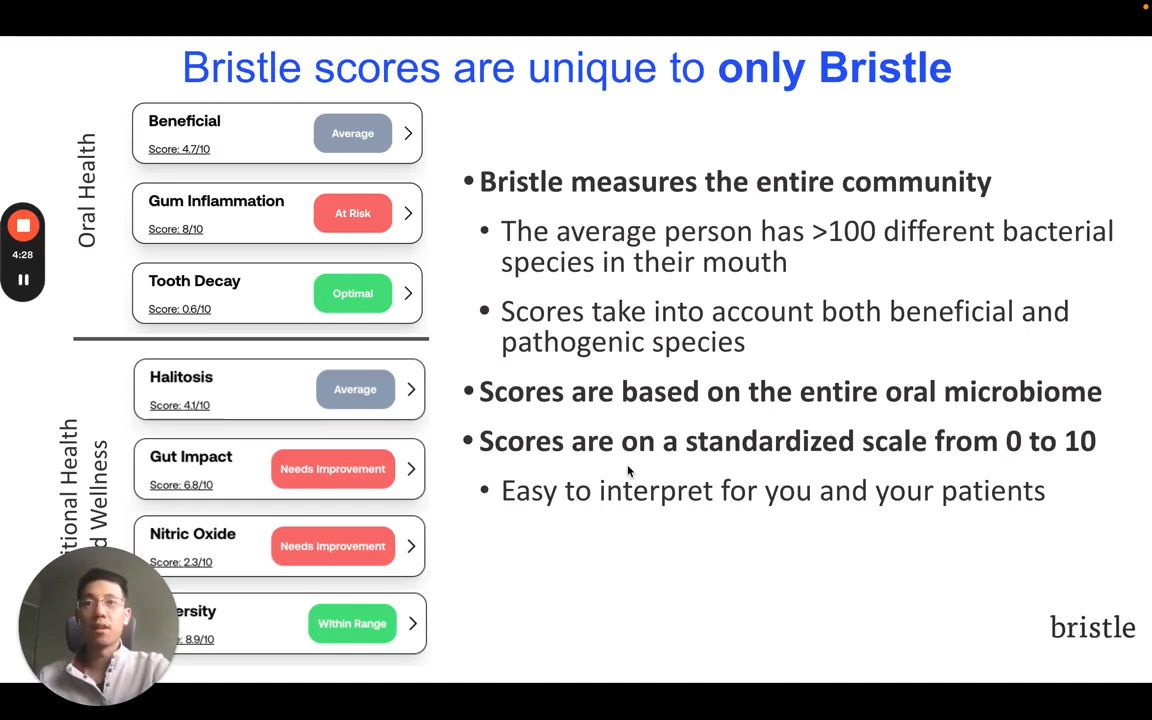 Bristle scores are unique to only Bristle
Oral Health
Beneficial
Average
Score: 4.7/10
Gum Inflammation
At Risk
Score: 8/10
Tooth Decay
Optimal
Score: 0.6/10
Halitosis
Average
Score: 4.1/10
Gut Impact
Needs Improvement
Score: 6.8/10
Nitric Oxide
Needs Improvement
Score: 2.3/10
Within Range
8.9/10
Health
Wellness
4:28
• Bristle measures the entire community
• The average person has >100 different bacterial
species in their mouth
• Scores take into account both beneficial and
pathogenic species
• Scores are based on the entire oral microbiome
• Scores are on a standardized scale from 0 to 10
• Easy to interpret for you and your patients
bristle